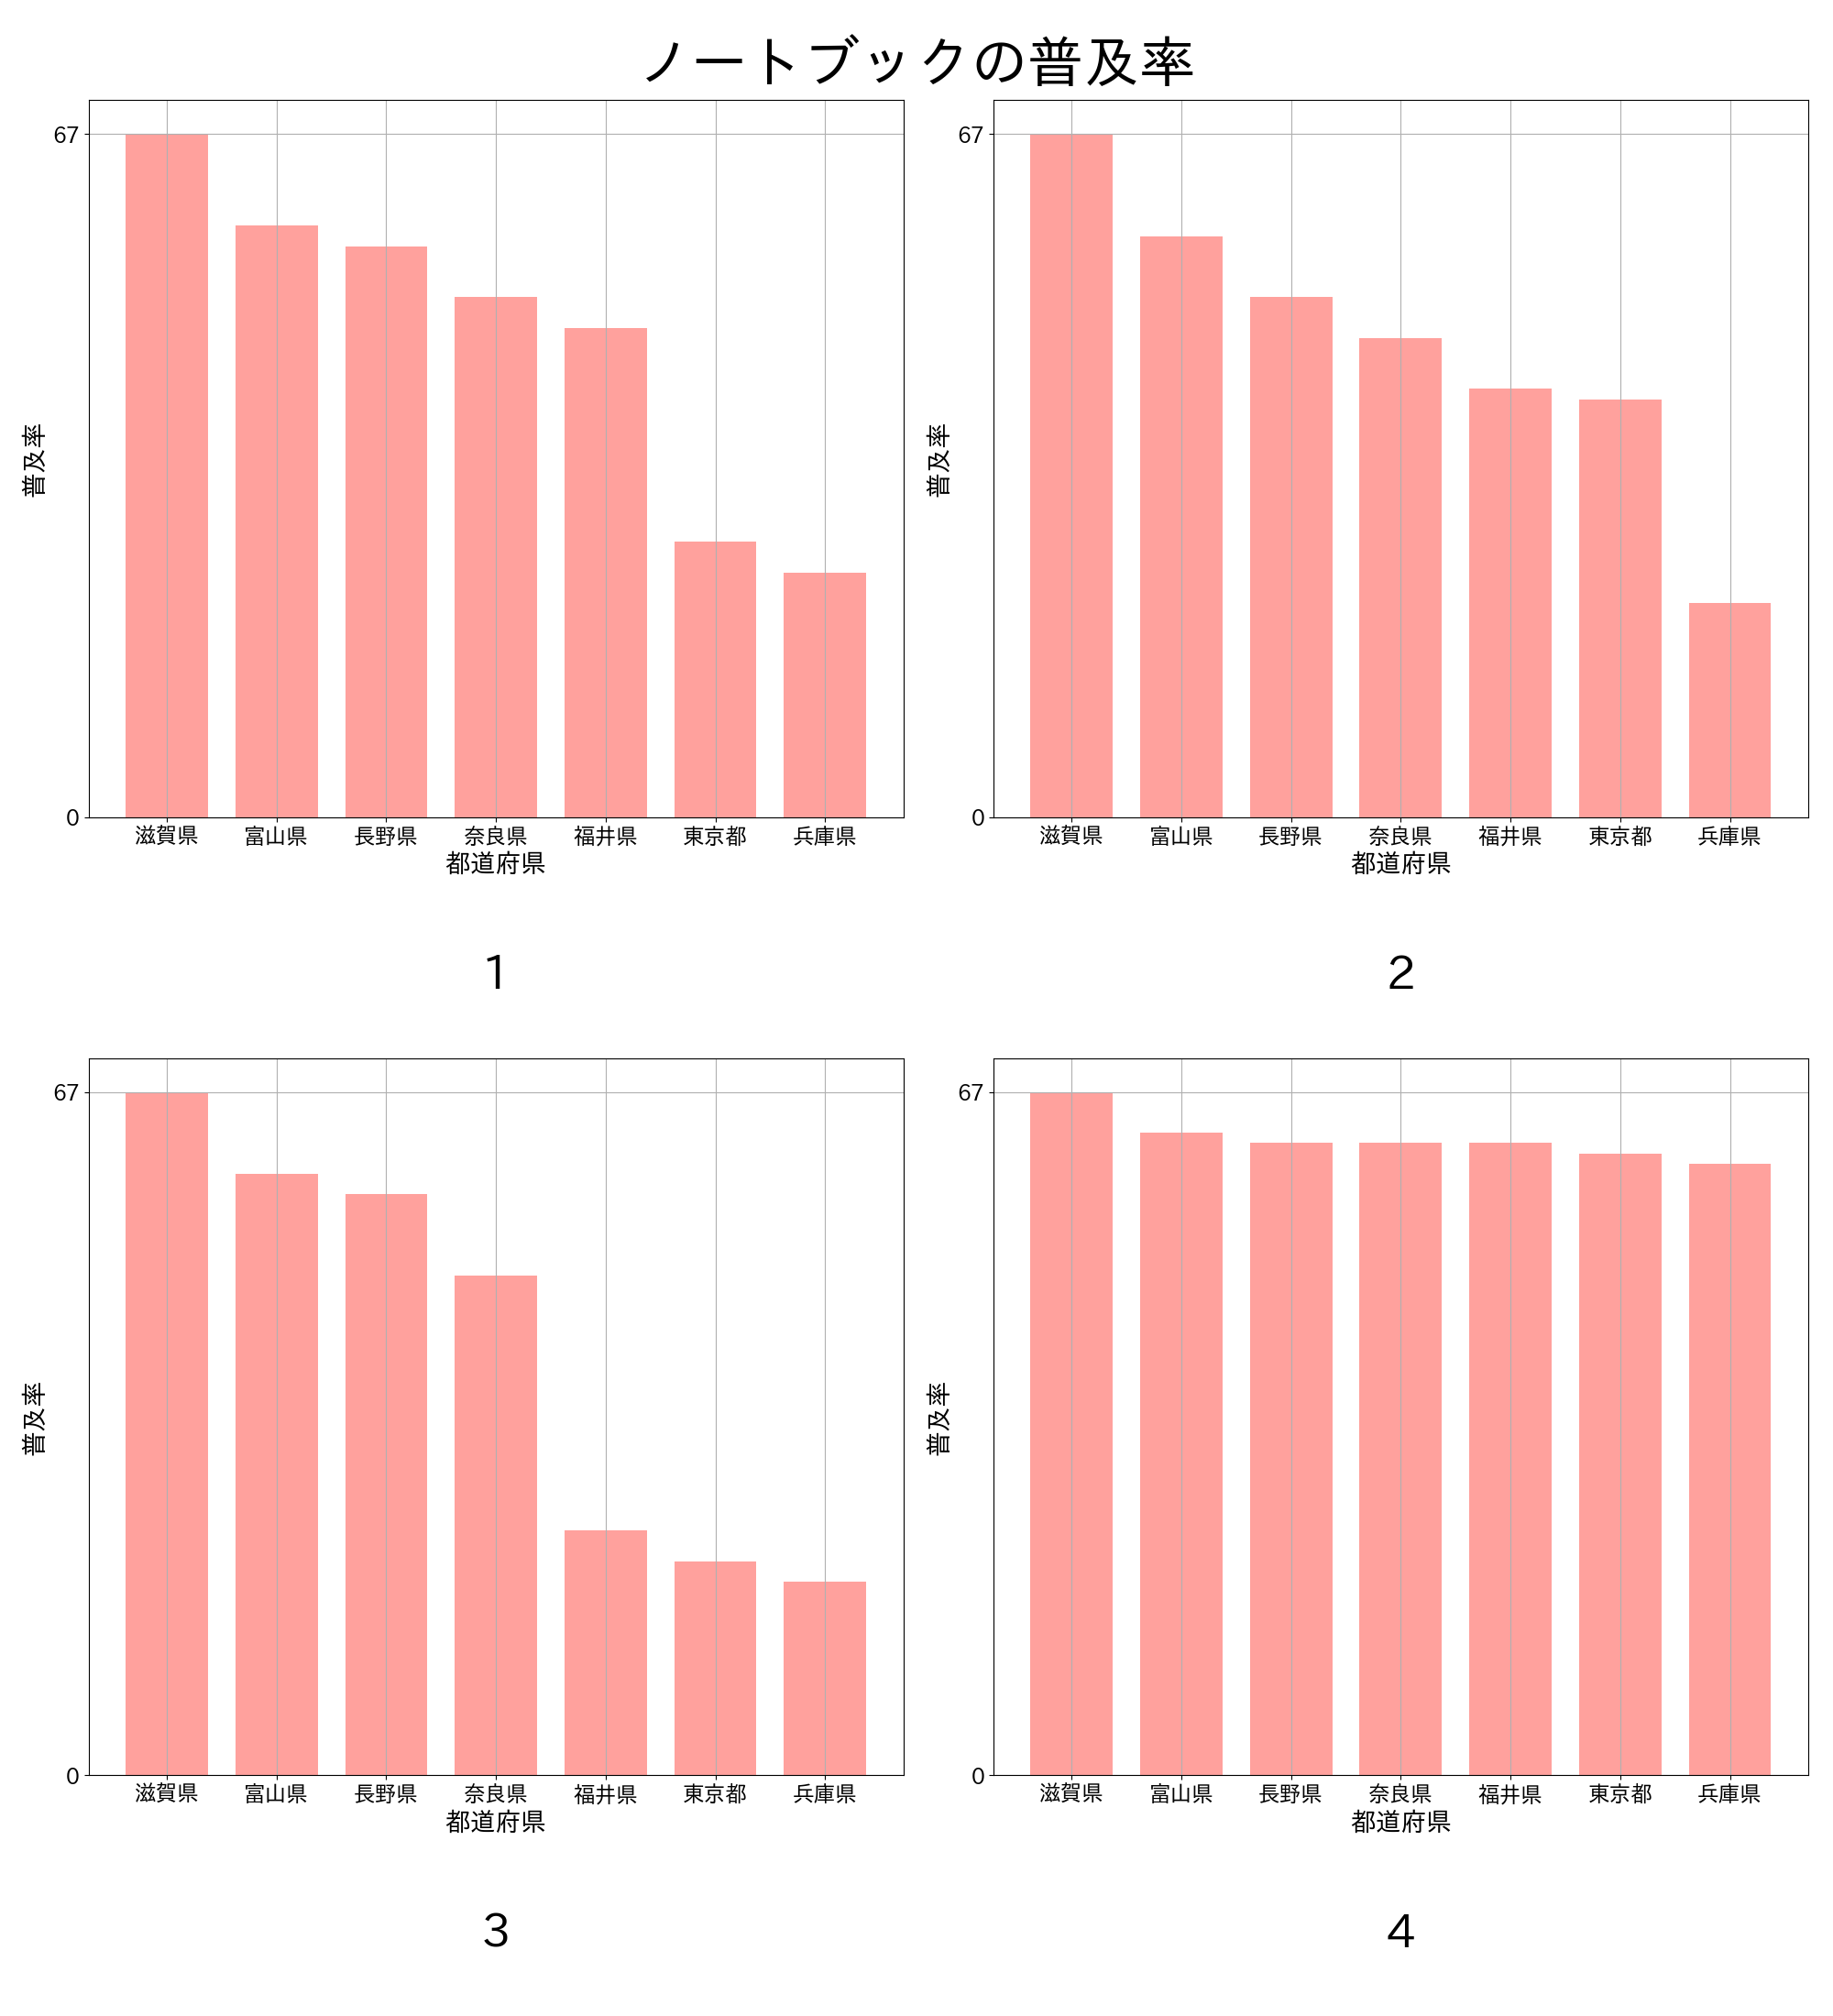 ノートブックの普及率
67
0
普及率
滋賀県 富山県 長野県 奈良県 福井県 東京都 兵庫県
都道府県
1
67
0
普及率
滋賀県 富山県 長野県 奈良県 福井県 東京都 兵庫県
都道府県
2
67
0
普及率
滋賀県 富山県 長野県 奈良県 福井県 東京都 兵庫県
都道府県
3
67
0
普及率
滋賀県 富山県 長野県 奈良県 福井県 東京都 兵庫県
都道府県
4